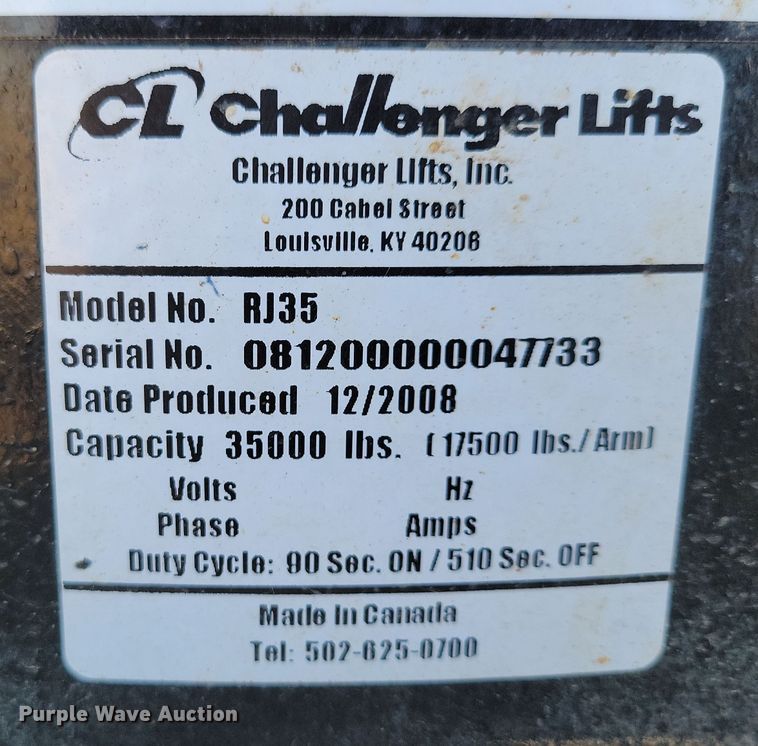 CL Challenger Lifts
Challenger Lifts, Inc.
200 Cabel Street
Louisville, KY 40206
Model No. RJ35
Serial No. 081200000047733
Date Produced 12/2008
Capacity 35000 lbs. (17500 lbs./Arm)
Volts Hz
Phase Amps
Duty Cycle: 90 Sec. ON / 510 Sec. OFF
Made In Canada
Tel: 502-625-0700
Purple Wave Auction